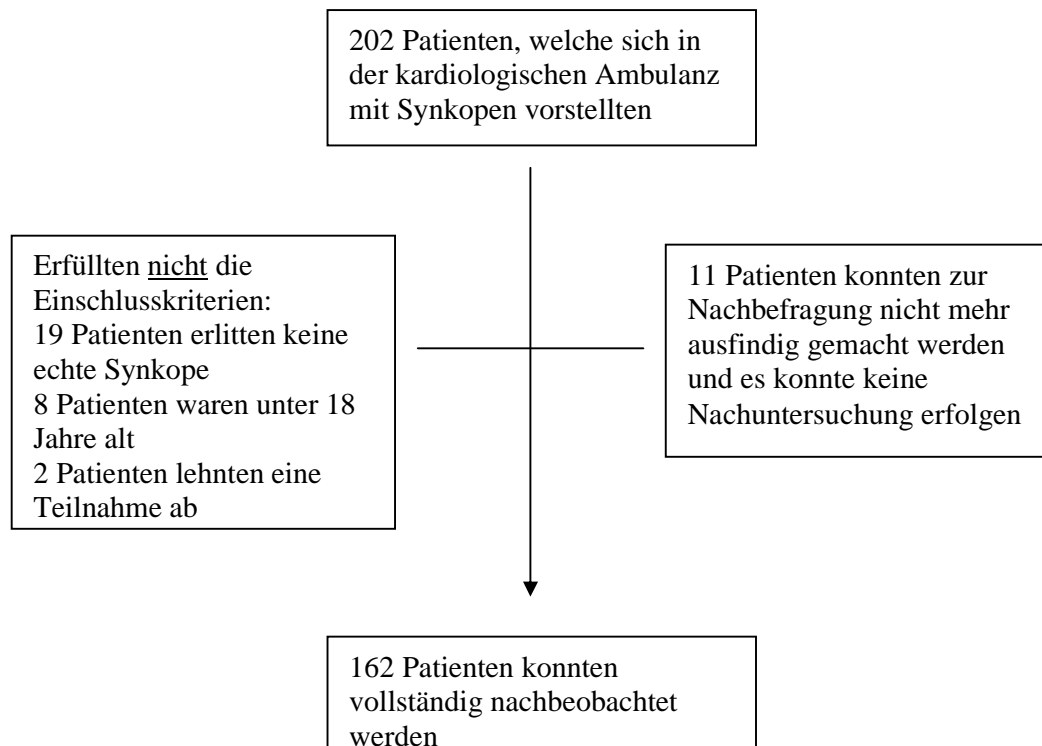 202 Patienten, welche sich in
der kardiologischen Ambulanz
mit Synkopen vorstellten
Erfüllten nicht die
Einschlusskriterien:
19 Patienten erlitten keine
echte Synkope
8 Patienten waren unter 18
Jahre alt
2 Patienten lehnten eine
Teilnahme ab
11 Patienten konnten zur
Nachbefragung nicht mehr
ausfindig gemacht werden
und es konnte keine
Nachuntersuchung erfolgen
162 Patienten konnten
vollständig nachbeobachtet
werden